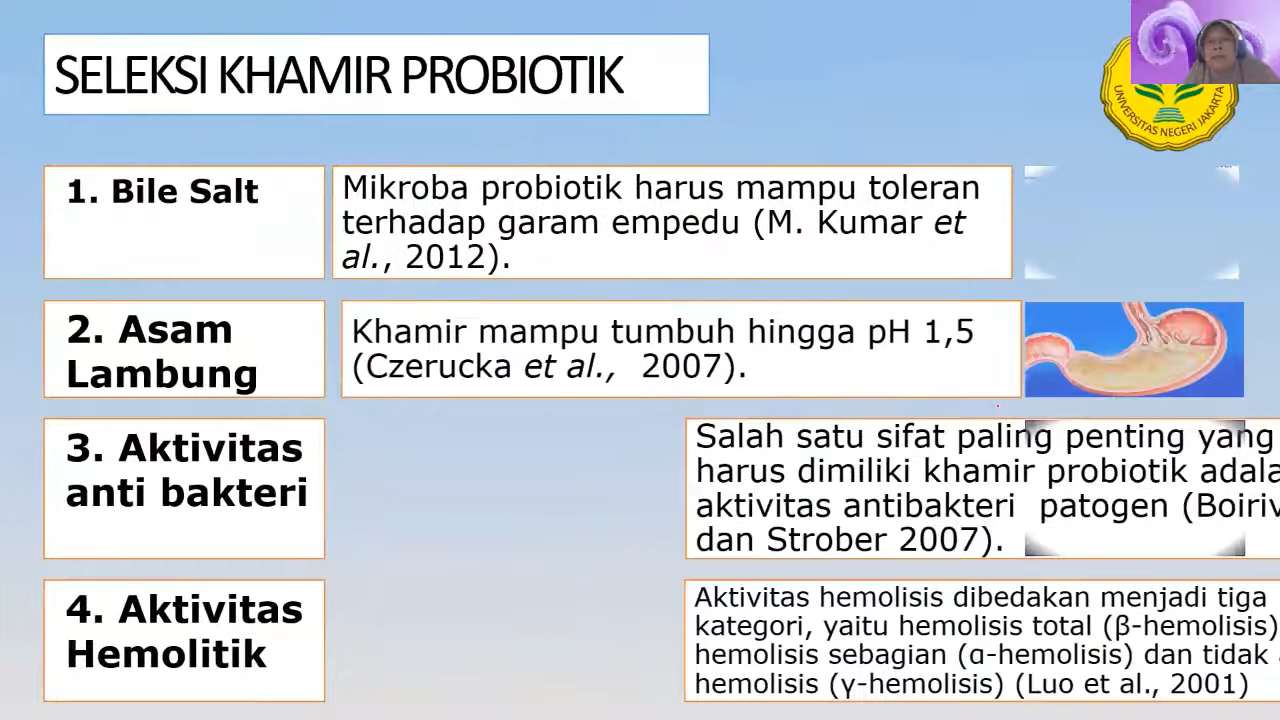 SELEKSI KHAMIR PROBIOTIK
UNIVERSITAS NEGERI JAKARTA
1. Bile Salt
Mikroba probiotik harus mampu toleran
terhadap garam empedu (M. Kumar et
al., 2012).
2. Asam
Lambung
Khamir mampu tumbuh hingga pH 1,5
(Czerucka et al., 2007).
3. Aktivitas
anti bakteri
Salah satu sifat paling penting yang
harus dimiliki khamir probiotik adala
aktivitas antibakteri patogen (Boiriv
dan Strober 2007).
4. Aktivitas
Hemolitik
Aktivitas hemolisis dibedakan menjadi tiga
kategori, yaitu hemolisis total (β-hemolisis)
hemolisis sebagian (ɑ-hemolisis) dan tidak
hemolisis (γ-hemolisis) (Luo et al., 2001)